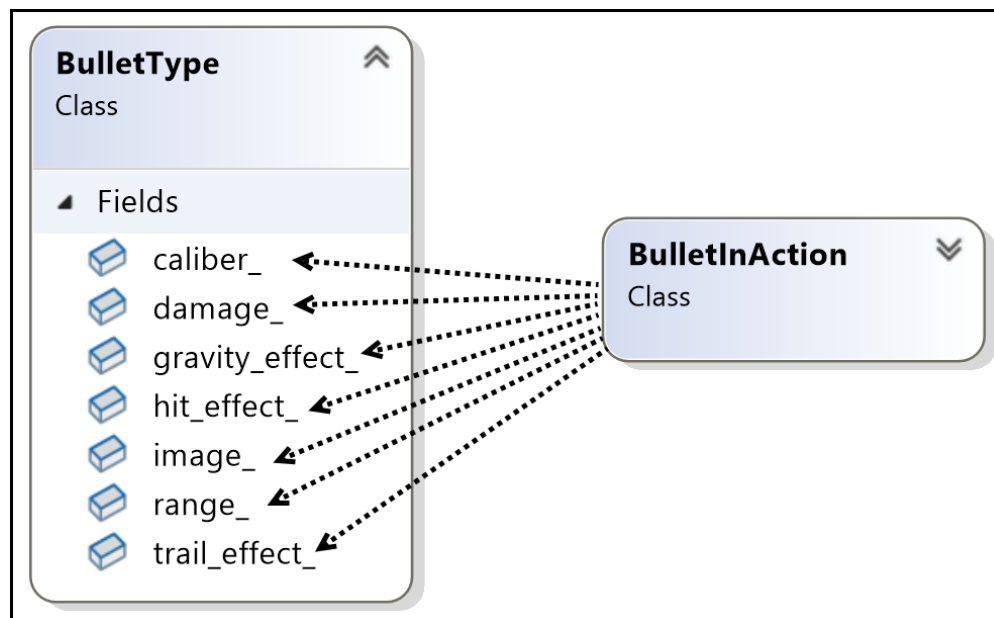 BulletType
Class
Fields
caliber_
damage_
gravity_effect_
hit_effect_
image_
range_
trail_effect_
BulletInAction
Class